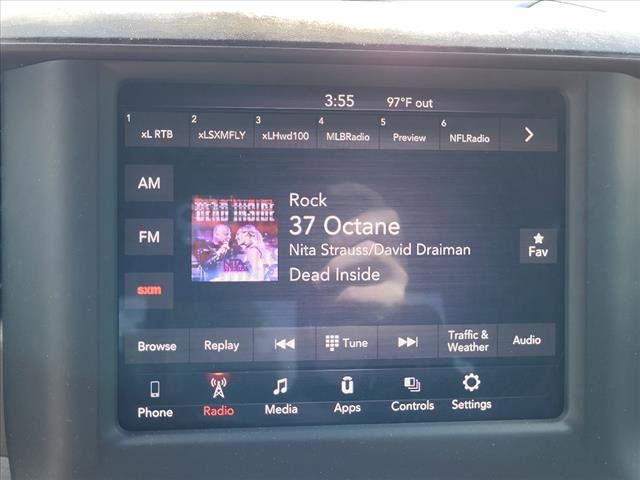 3:55 97°F out
1 xL RTB 2 xLSXMFLY 3 xLHwd100 4 MLBRadio 5 Preview 6 NFLRadio
AM
FM
sxm
DEAD INSIDE
Rock
37 Octane
Nita Strauss/David Draiman
Dead Inside
Fav
Browse Replay Tune Traffic & Weather Audio
Phone Radio Media Apps Controls Settings